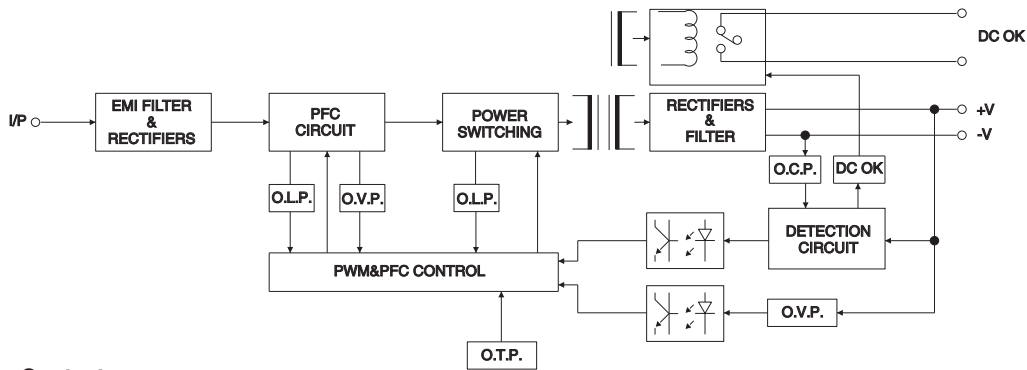 DC OK
I/P
EMI FILTER
&
RECTIFIERS
PFC
CIRCUIT
POWER
SWITCHING
RECTIFIERS
&
FILTER
+V
-V
O.L.P.
O.V.P.
O.L.P.
O.C.P.
DC OK
DETECTION
CIRCUIT
PWM&PFC CONTROL
O.V.P.
O.T.P.